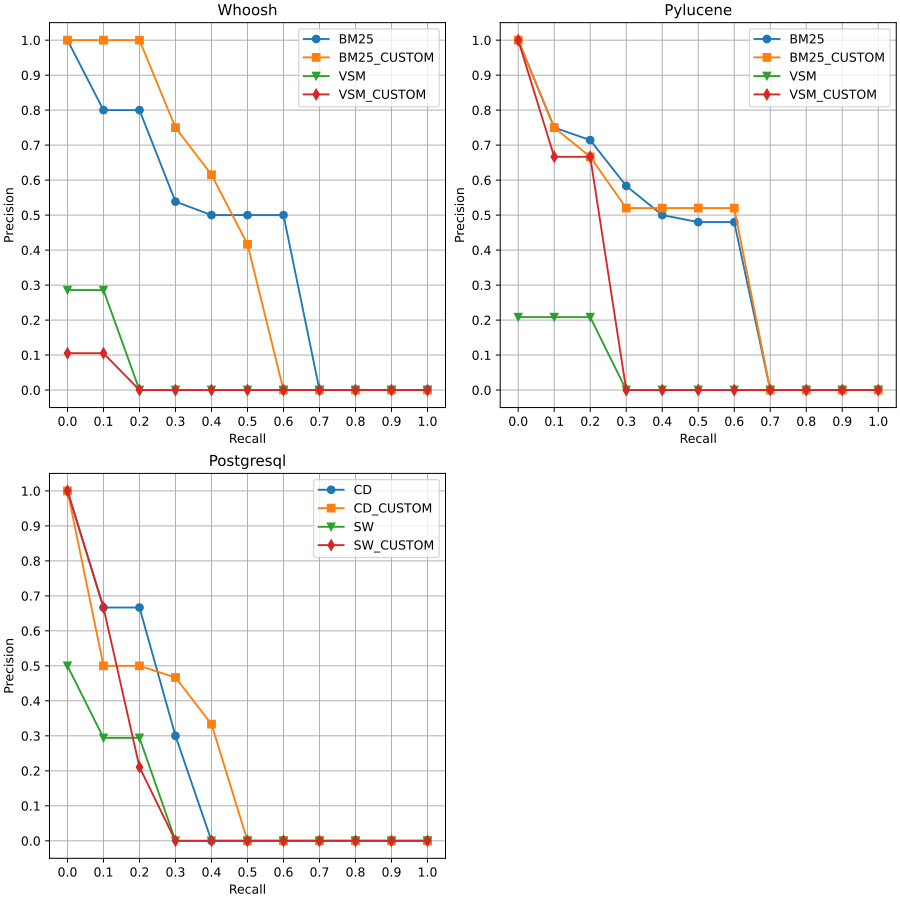 Whoosh
1.0
0.9
0.8
0.7
0.6
0.5
0.4
0.3
0.2
0.1
0.0
Precision
BM25
BM25_CUSTOM
VSM
VSM_CUSTOM
0.0 0.1 0.2 0.3 0.4 0.5 0.6 0.7 0.8 0.9 1.0
Recall
Pylucene
1.0
0.9
0.8
0.7
0.6
0.5
0.4
0.3
0.2
0.1
0.0
Precision
BM25
BM25_CUSTOM
VSM
VSM_CUSTOM
0.0 0.1 0.2 0.3 0.4 0.5 0.6 0.7 0.8 0.9 1.0
Recall
Postgresql
1.0
0.9
0.8
0.7
0.6
0.5
0.4
0.3
0.2
0.1
0.0
Precision
CD
CD_CUSTOM
SW
SW_CUSTOM
0.0 0.1 0.2 0.3 0.4 0.5 0.6 0.7 0.8 0.9 1.0
Recall